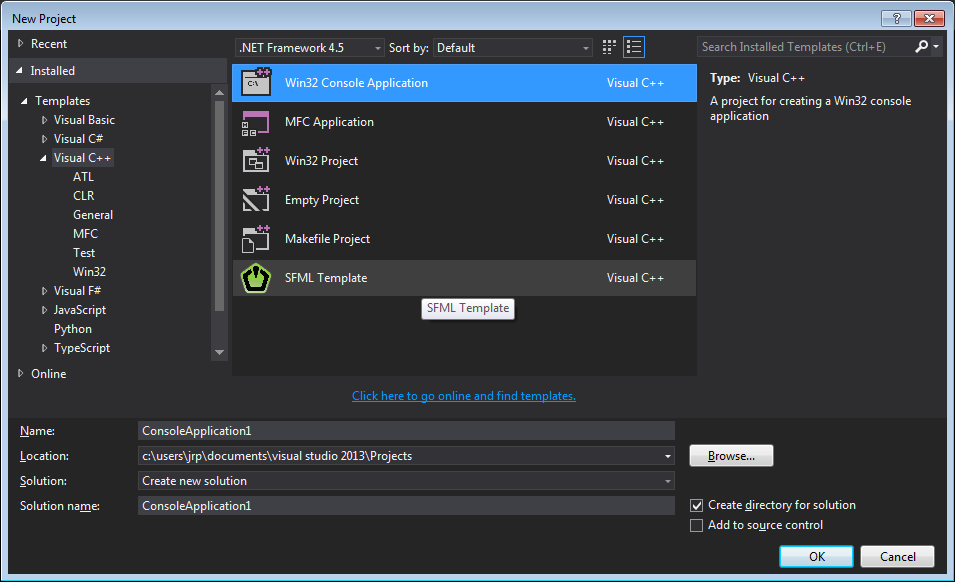 New Project
Recent
.NET Framework 4.5 Sort by: Default
Search Installed Templates (Ctrl+E)
Installed
Templates
Visual Basic
Visual C#
Visual C++
ATL
CLR
General
MFC
Test
Win32
Visual F#
JavaScript
Python
TypeScript
Online
Win32 Console Application Visual C++
MFC Application Visual C++
Win32 Project Visual C++
Empty Project Visual C++
Makefile Project Visual C++
SFML Template Visual C++
SFML Template
Type: Visual C++
A project for creating a Win32 console
application
Click here to go online and find templates.
Name: ConsoleApplication1
Location: c:\users\jrp\documents\visual studio 2013\Projects
Browse...
Solution: Create new solution
Solution name: ConsoleApplication1
Create directory for solution
Add to source control
OK Cancel